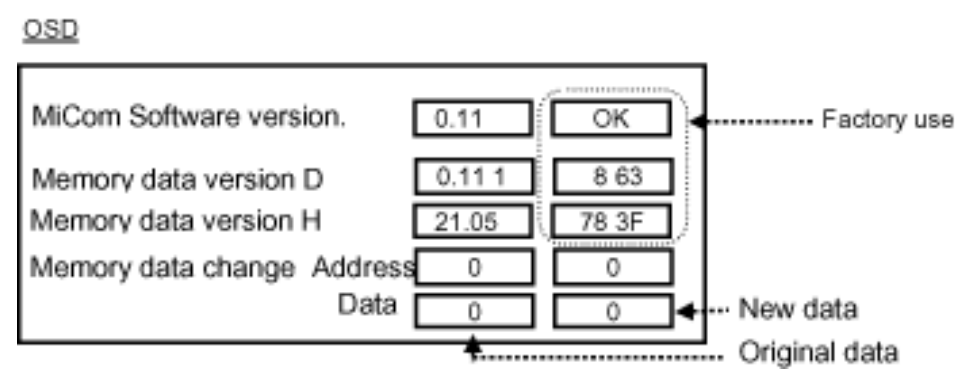 OSD
MiCom Software version. 0.11 OK Factory use
Memory data version D 0.11 1 8 63
Memory data version H 21.05 78 3F
Memory data change Address 0 0
Data 0 0 New data
Original data